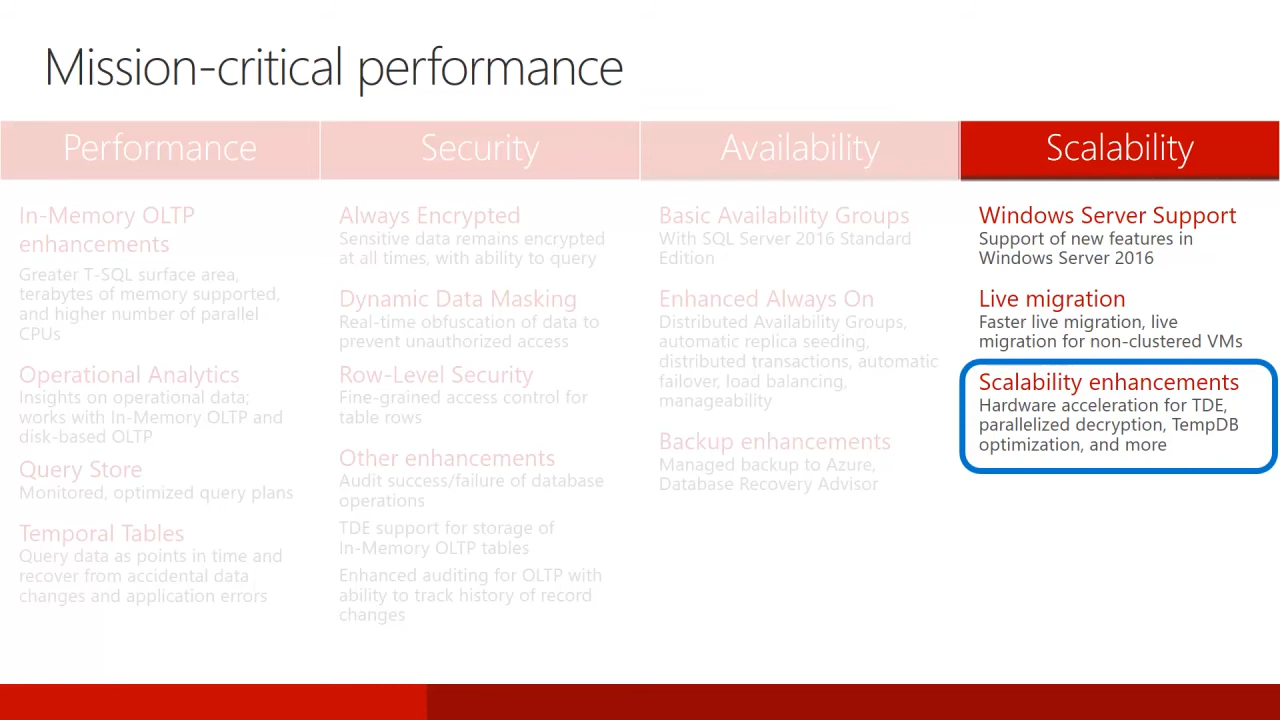 Mission-critical performance
Performance
Security
Availability
Scalability
In-Memory OLTP
enhancements
Greater T-SQL surface area,
terabytes of memory supported,
and higher number of parallel
CPUs
Operational Analytics
Insights on operational data;
works with In-Memory OLTP and
disk-based OLTP
Query Store
Monitored, optimized query plans
Temporal Tables
Query data as points in time and
recover from accidental data
changes and application errors
Always Encrypted
Sensitive data remains encrypted
at all times, with ability to query
Dynamic Data Masking
Real-time obfuscation of data to
prevent unauthorized access
Row-Level Security
Fine-grained access control for
table rows
Other enhancements
Audit success/failure of database
operations
TDE support for storage of
In-Memory OLTP tables
Enhanced auditing for OLTP with
ability to track history of record
changes
Basic Availability Groups
With SQL Server 2016 Standard
Edition
Enhanced Always On
Distributed Availability Groups,
automatic replica seeding,
distributed transactions, automatic
failover, load balancing,
manageability
Backup enhancements
Managed backup to Azure,
Database Recovery Advisor
Windows Server Support
Support of new features in
Windows Server 2016
Live migration
Faster live migration, live
migration for non-clustered VMs
Scalability enhancements
Hardware acceleration for TDE,
parallelized decryption, TempDB
optimization, and more